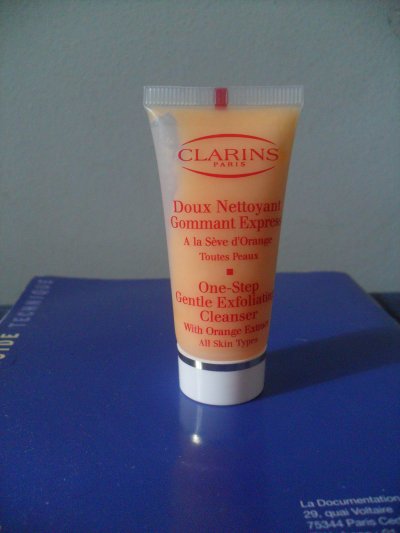 CLARINS
PARIS
Doux Nettoyant
Gommant Express
A la Sève d'Orange
Toutes Peaux
One-Step
Gentle Exfoliating
Cleanser
With Orange Extract
All Skin Types
TECHNIQUE
La Documentation
29, quai Voltaire
75344 Paris